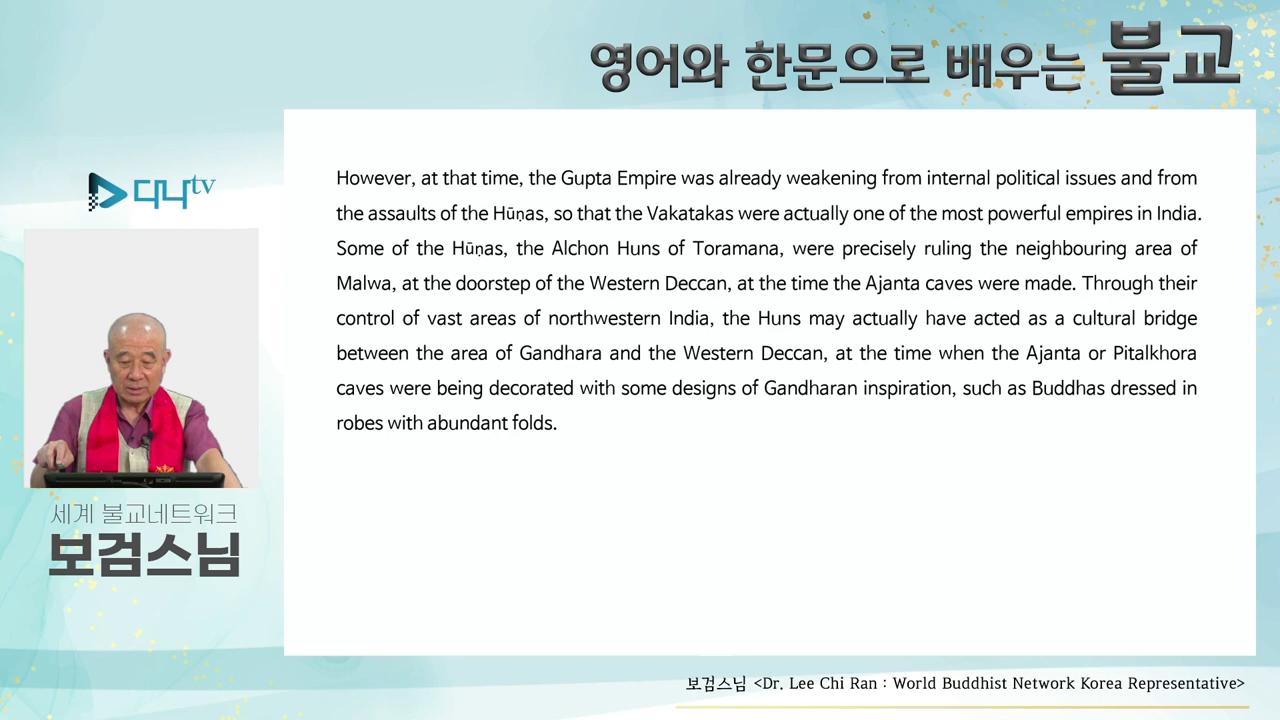 영어와 한문으로 배우는 불교
디나tv
However, at that time, the Gupta Empire was already weakening from internal political issues and from
the assaults of the Hūṇas, so that the Vakatakas were actually one of the most powerful empires in India.
Some of the Hūṇas, the Alchon Huns of Toramana, were precisely ruling the neighbouring area of
Malwa, at the doorstep of the Western Deccan, at the time the Ajanta caves were made. Through their
control of vast areas of northwestern India, the Huns may actually have acted as a cultural bridge
between the area of Gandhara and the Western Deccan, at the time when the Ajanta or Pitalkhora
caves were being decorated with some designs of Gandharan inspiration, such as Buddhas dressed in
robes with abundant folds.
세계 불교네트워크
보검스님
보검스님 <Dr. Lee Chi Ran : World Buddhist Network Korea Representative>